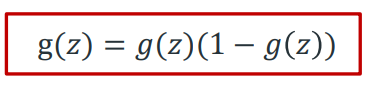 g(z) = g(z)(1 − g(z))